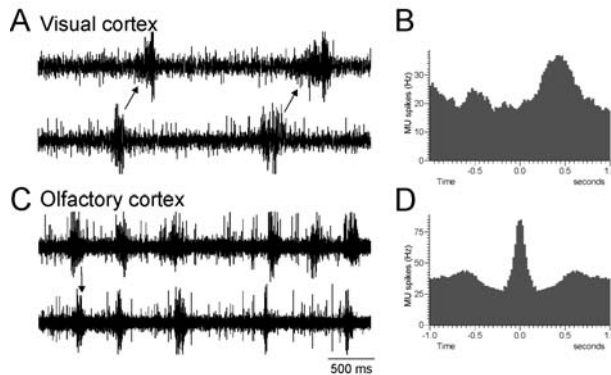 A Visual cortex
B
MU spikes (Hz)
30
20
10
0
-1.0 -0.5 0.0 0.5 1.
Time seconds
C Olfactory cortex
D
MU spikes (Hz)
75
50
25
0
-1.0 -0.5 0.0 0.5 1.
Time seconds
500 ms